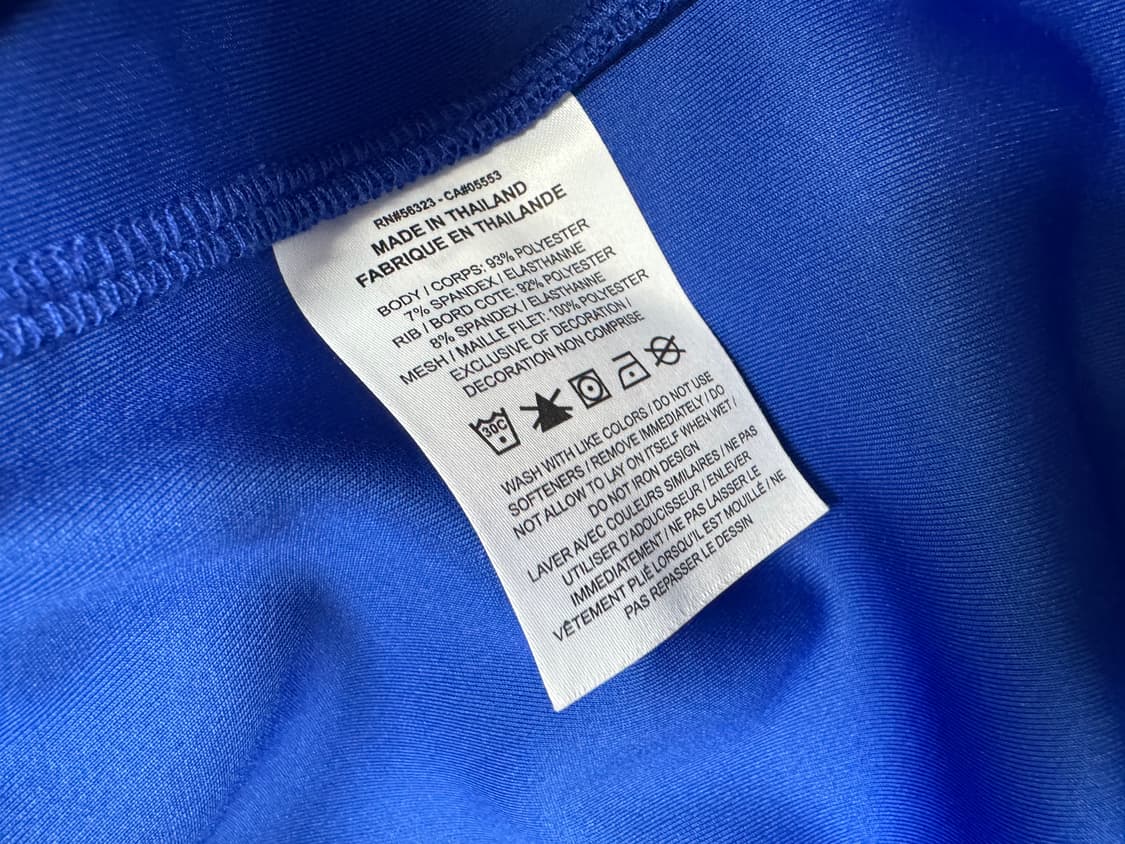 RN#56323 - CA#05553
MADE IN THAILAND
FABRIQUE EN THAILANDE
BODY / CORPS: 93% POLYESTER
7% SPANDEX / ELASTHANNE
RIB / BORD COTE: 92% POLYESTER
8% SPANDEX / ELASTHANNE
MESH / MAILLE FILET: 100% POLYESTER
EXCLUSIVE OF DECORATION /
DECORATION NON COMPRISE
30C
WASH WITH LIKE COLORS / DO NOT USE
SOFTENERS / REMOVE IMMEDIATELY / DO
NOT ALLOW TO LAY ON ITSELF WHEN WET /
DO NOT IRON DESIGN
LAVER AVEC COULEURS SIMILAIRES / NE PAS
UTILISER D'ADOUCISSEUR / ENLEVER
IMMEDIATEMENT / NE PAS LAISSER LE
VÊTEMENT PLIÉ LORSQU'IL EST MOUILLÉ / NE
PAS REPASSER LE DESSIN